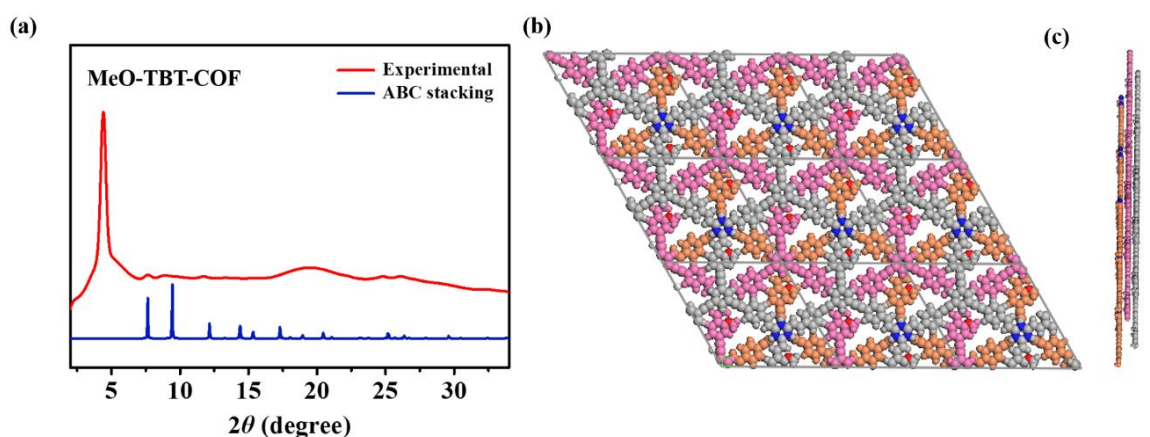 (a)
MeO-TBT-COF
Experimental
ABC stacking
5 10 15 20 25 30
2θ (degree)
(b)
(c)